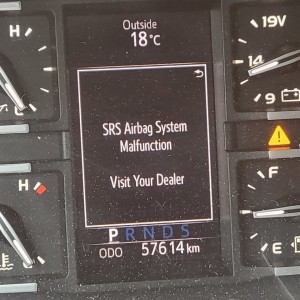 Outside
18°C
H
19V
14
9
SRS Airbag System
Malfunction
Visit Your Dealer
F
H
P R N D S
E
C
ODO 57614 km